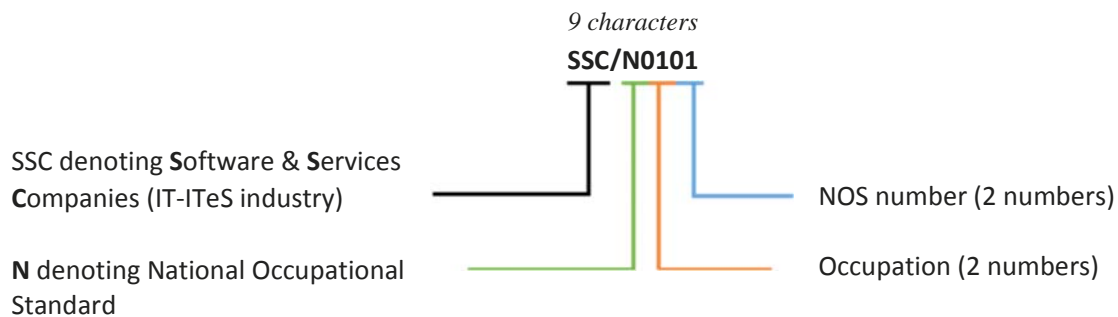 9 characters
SSC/N0101
SSC denoting Software & Services
Companies (IT-ITeS industry)
NOS number (2 numbers)
N denoting National Occupational
Standard
Occupation (2 numbers)